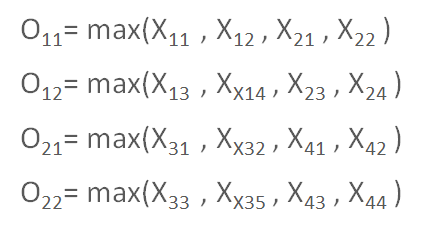 O₁₁= max(X₁₁ , X₁₂ , X₂₁ , X₂₂ )
O₁₂= max(X₁₃ , Xₓ₁₄ , X₂₃ , X₂₄ )
O₂₁= max(X₃₁ , Xₓ₃₂ , X₄₁ , X₄₂ )
O₂₂= max(X₃₃ , Xₓ₃₅ , X₄₃ , X₄₄ )